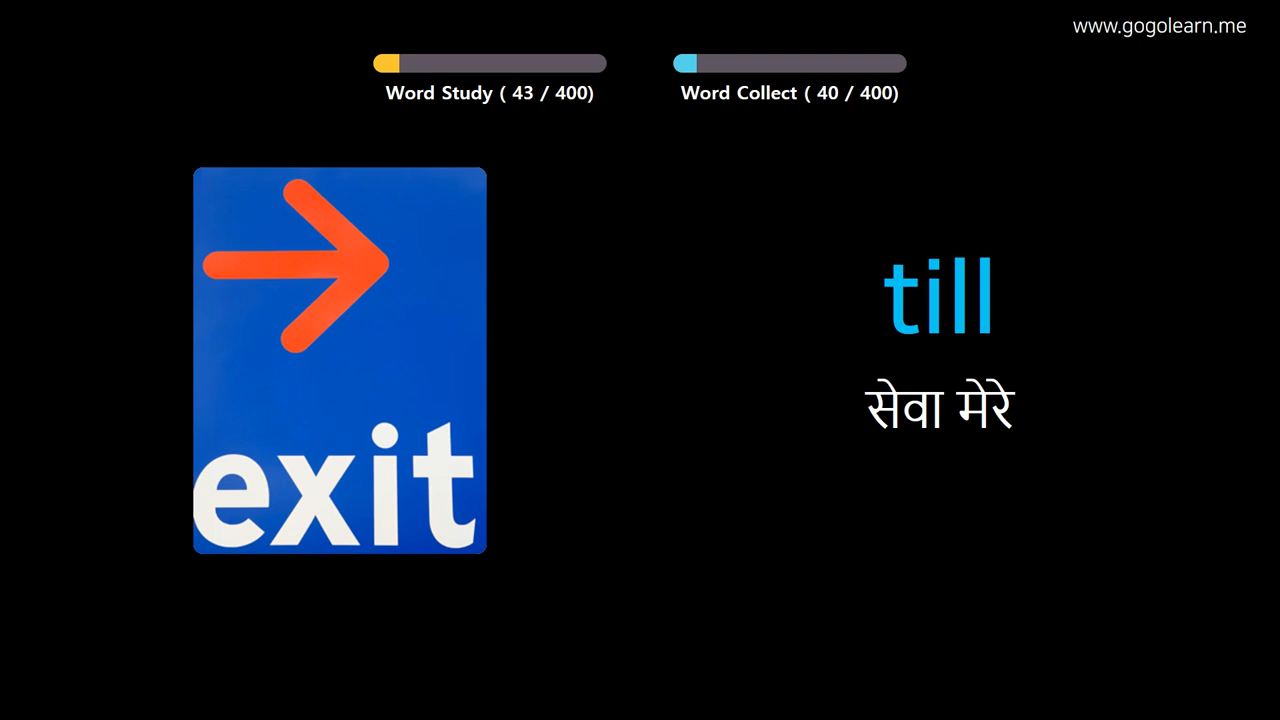 www.gogolearn.me
Word Study ( 43 / 400)
Word Collect ( 40 / 400)
exit
till
सेवा मेरे